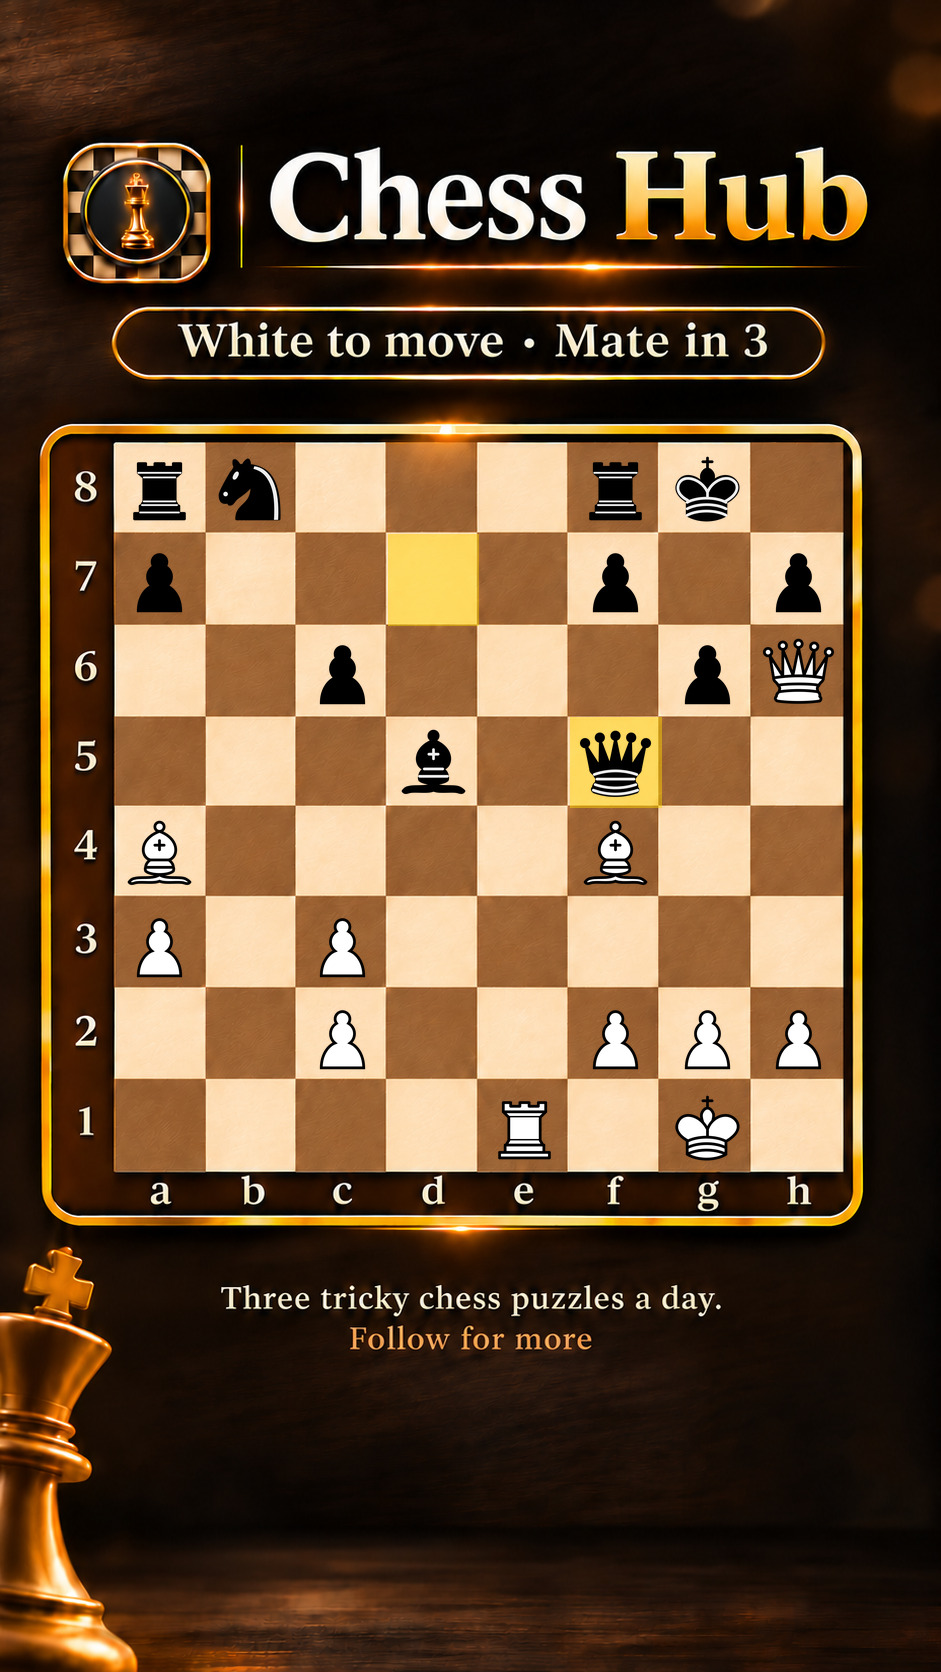 Chess Hub
White to move • Mate in 3
8
7
6
5
4
3
2
1
a b c d e f g h
Three tricky chess puzzles a day.
Follow for more